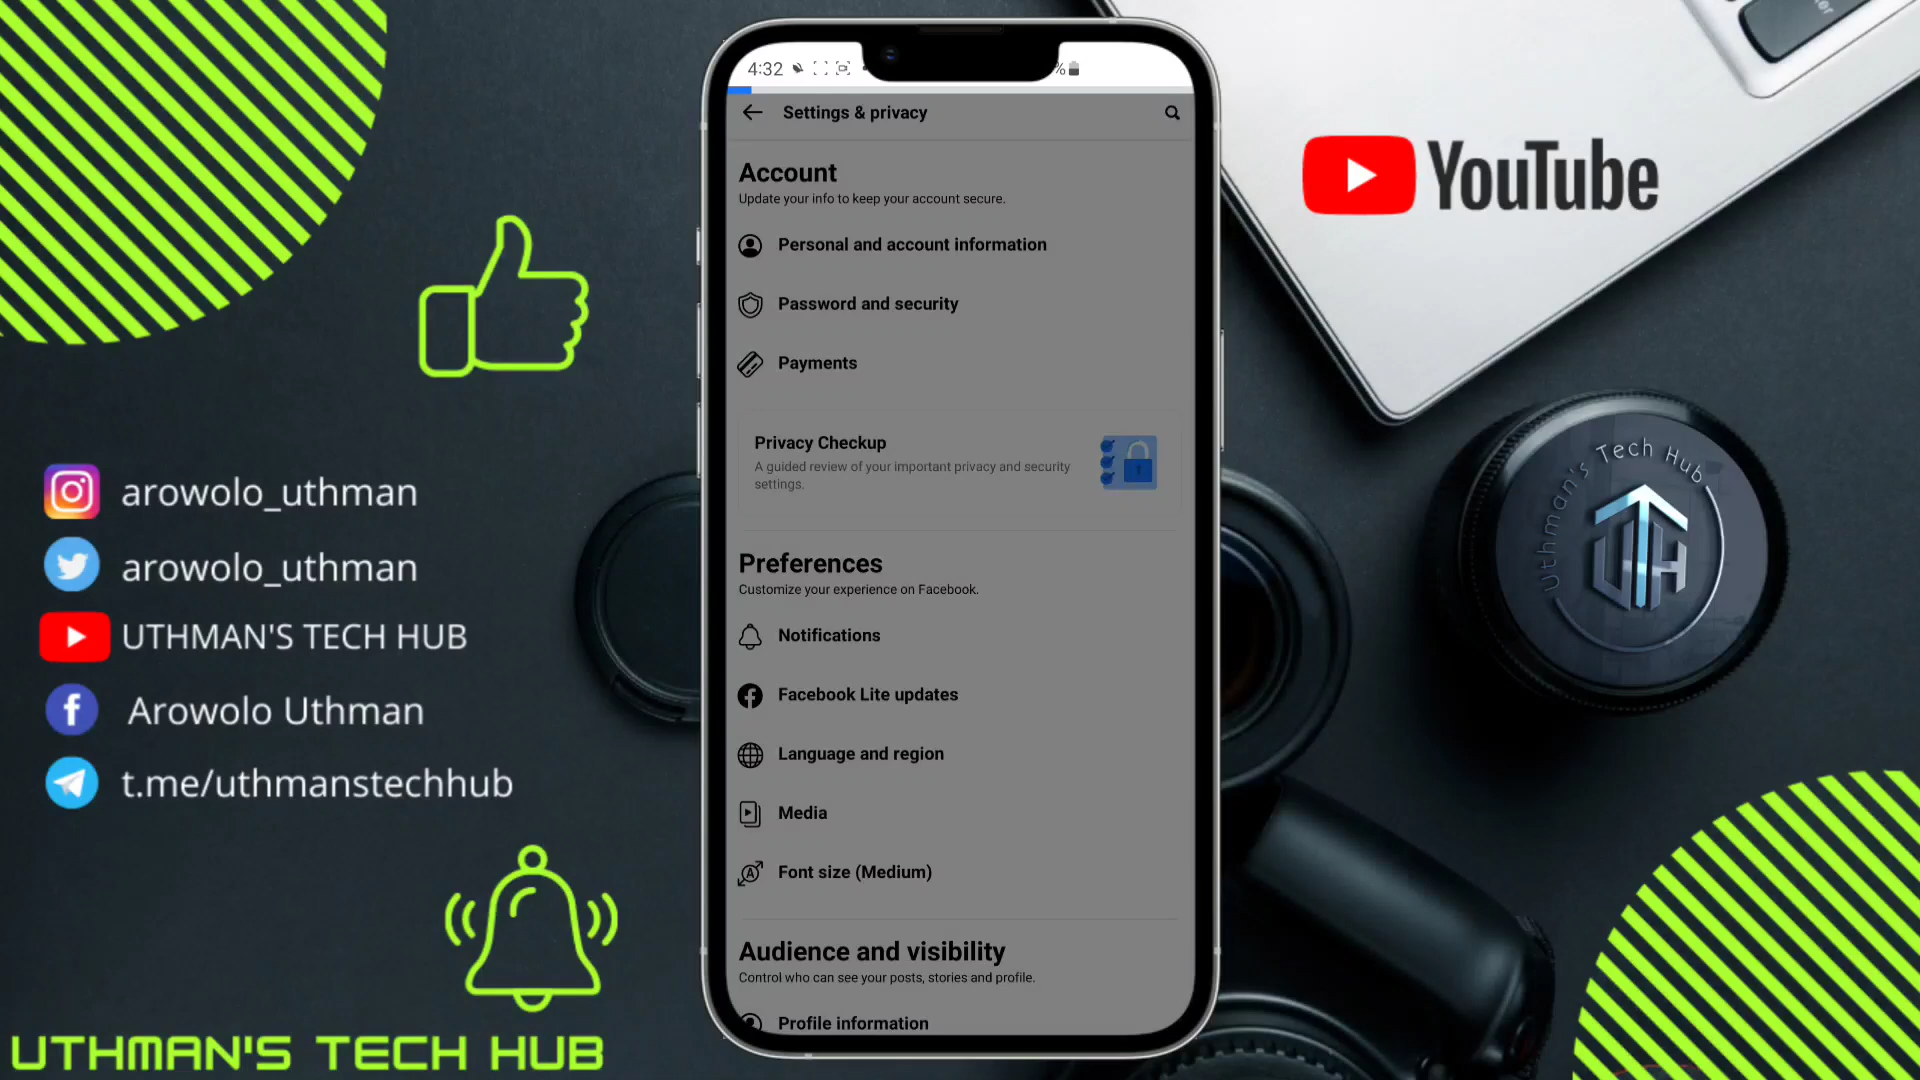 4:32
%
Settings & privacy
Account
Update your info to keep your account secure.
Personal and account information
Password and security
Payments
Privacy Checkup
A guided review of your important privacy and security
settings.
Preferences
Customize your experience on Facebook.
Notifications
Facebook Lite updates
Language and region
Media
Font size (Medium)
Audience and visibility
Control who can see your posts, stories and profile.
Profile information
YouTube
Uthman's Tech Hub
UTH
arowolo_uthman
arowolo_uthman
UTHMAN'S TECH HUB
Arowolo Uthman
t.me/uthmanstechhub
UTHMAN'S TECH HUB